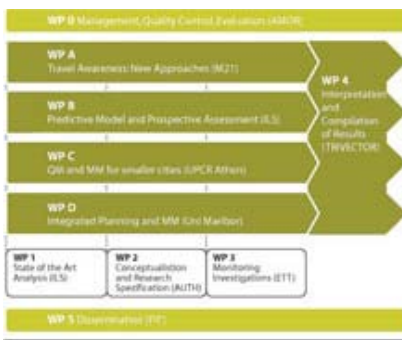 WP 0 Management, Quality Control, Evaluation (AMOR)
WP A
Travel Awareness: New Approaches (M21)
WP B
Predictive Model and Prospective Assessment (ILS)
WP C
QM and MM for smaller cities (UPCR Athen)
WP D
Integrated Planning and MM (Uni Maribor)
WP 4
Interpretation
and
Compilation
of Results
(TRIVECTOR)
WP 1
State of the Art
Analysis (ILS)
WP 2
Conceptualistion
and Research
Specification (AUTH)
WP 3
Monitoring
Investigations (ETT)
WP 5 Dissemination